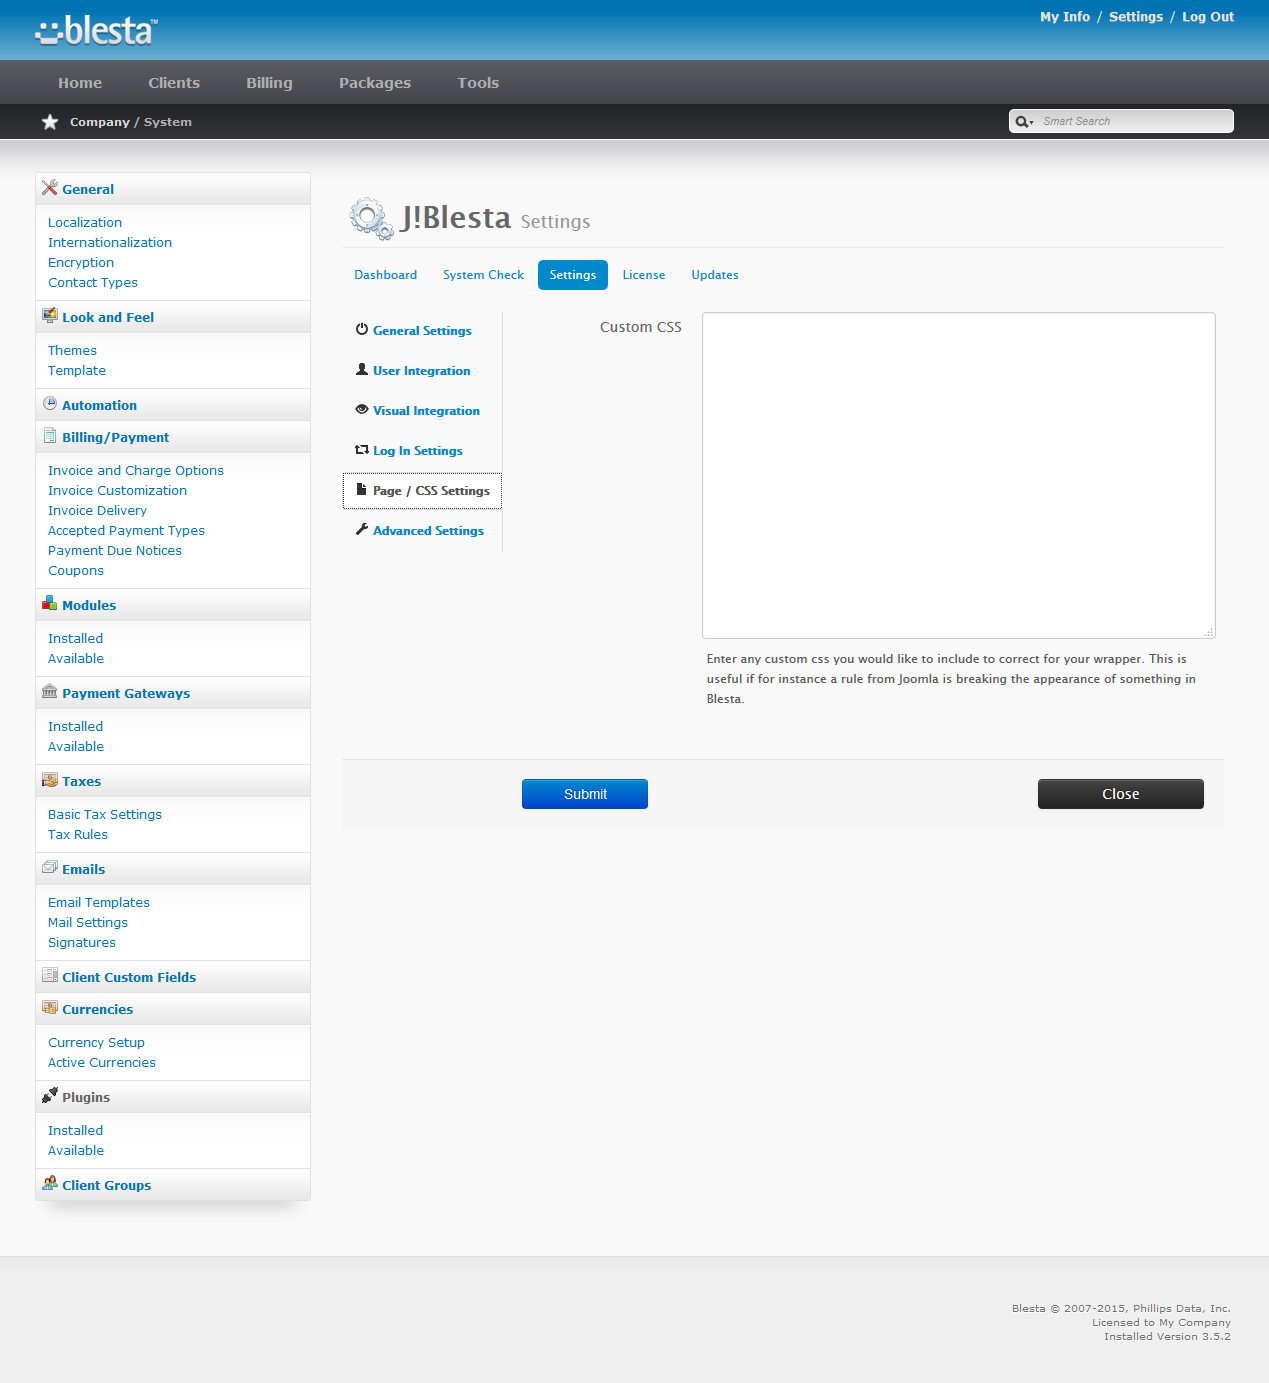 blesta™
My Info / Settings / Log Out
Home Clients Billing Packages Tools
Company / System
Smart Search
General
Localization
Internationalization
Encryption
Contact Types
Look and Feel
Themes
Template
Automation
Billing/Payment
Invoice and Charge Options
Invoice Customization
Invoice Delivery
Accepted Payment Types
Payment Due Notices
Coupons
Modules
Installed
Available
Payment Gateways
Installed
Available
Taxes
Basic Tax Settings
Tax Rules
Emails
Email Templates
Mail Settings
Signatures
Client Custom Fields
Currencies
Currency Setup
Active Currencies
Plugins
Installed
Available
Client Groups
J!Blesta Settings
Dashboard System Check Settings License Updates
General Settings
User Integration
Visual Integration
Log In Settings
Page / CSS Settings
Advanced Settings
Custom CSS
Enter any custom css you would like to include to correct for your wrapper. This is
useful if for instance a rule from Joomla is breaking the appearance of something in
Blesta.
Submit Close
Blesta © 2007-2015, Phillips Data, Inc.
Licensed to My Company
Installed Version 3.5.2